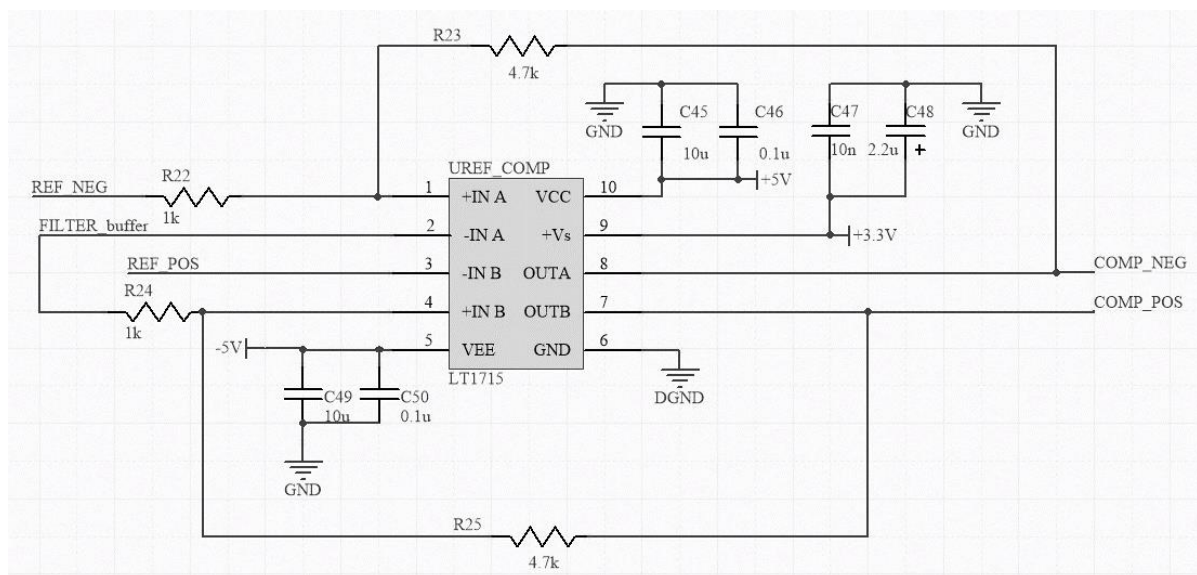 R23
4.7k
GND
C45
10u
C46
0.1u
+5V
C47
10n
C48
2.2u
+
GND
UREF_COMP
REF_NEG
R22
1k
1
+IN A
VCC
10
FILTER_buffer
2
-IN A
+Vs
9
+3.3V
REF_POS
3
-IN B
OUTA
8
COMP_NEG
R24
1k
4
+IN B
OUTB
7
COMP_POS
-5V
5
VEE
GND
6
LT1715
DGND
C49
10u
C50
0.1u
GND
R25
4.7k